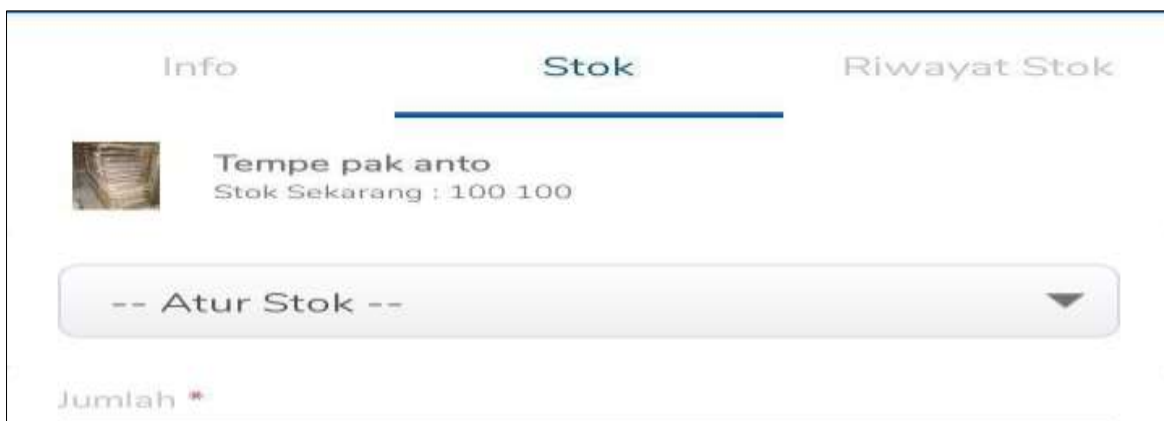 Info Stok Riwayat Stok
Tempe pak anto
Stok Sekarang : 100 100
-- Atur Stok --
Jumlah *